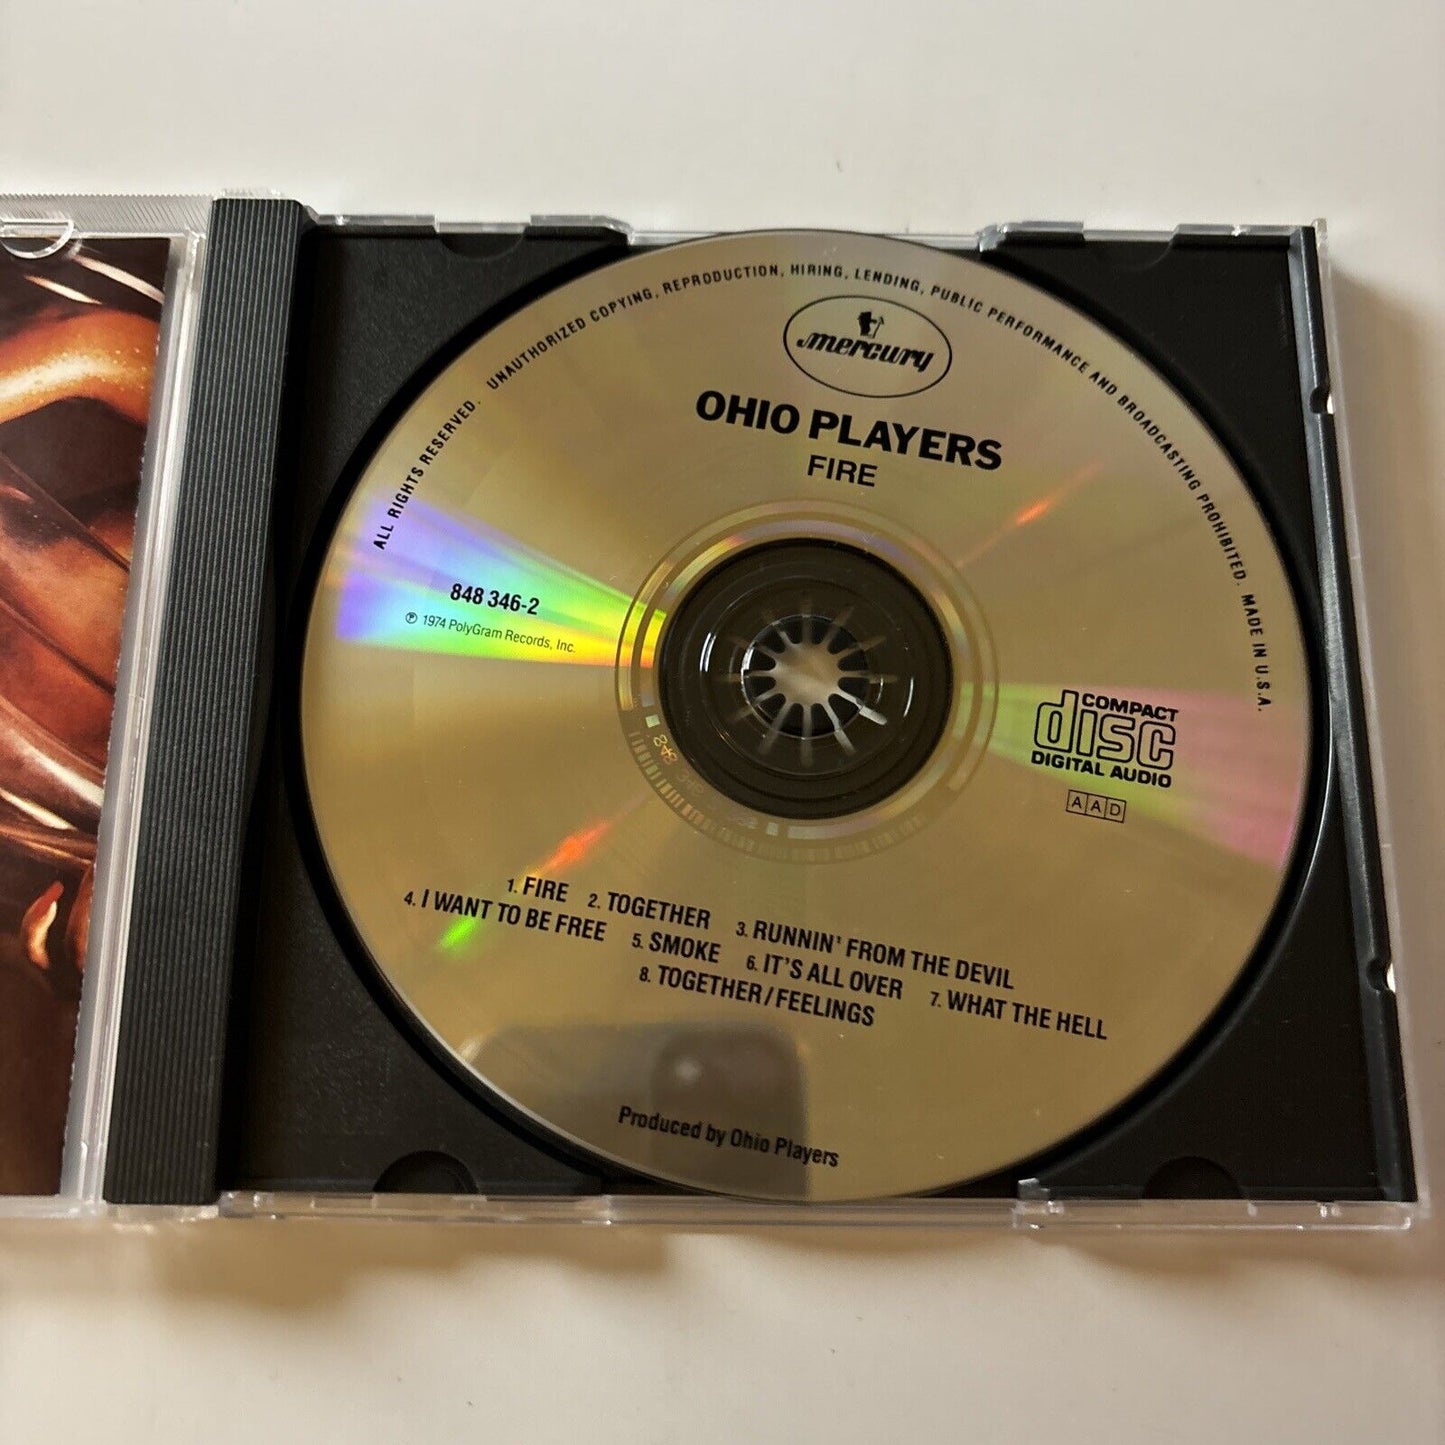 ALL RIGHTS RESERVED. UNAUTHORIZED COPYING, REPRODUCTION, HIRING, LENDING, PUBLIC PERFORMANCE AND BROADCASTING PROHIBITED. MADE IN U.S.A.
mercury
OHIO PLAYERS
FIRE
848 346-2
℗ 1974 PolyGram Records, Inc.
COMPACT
disc
DIGITAL AUDIO
AAD
1. FIRE 2. TOGETHER 3. RUNNIN' FROM THE DEVIL
4. I WANT TO BE FREE 5. SMOKE 6. IT'S ALL OVER 7. WHAT THE HELL
8. TOGETHER/FEELINGS
Produced by Ohio Players